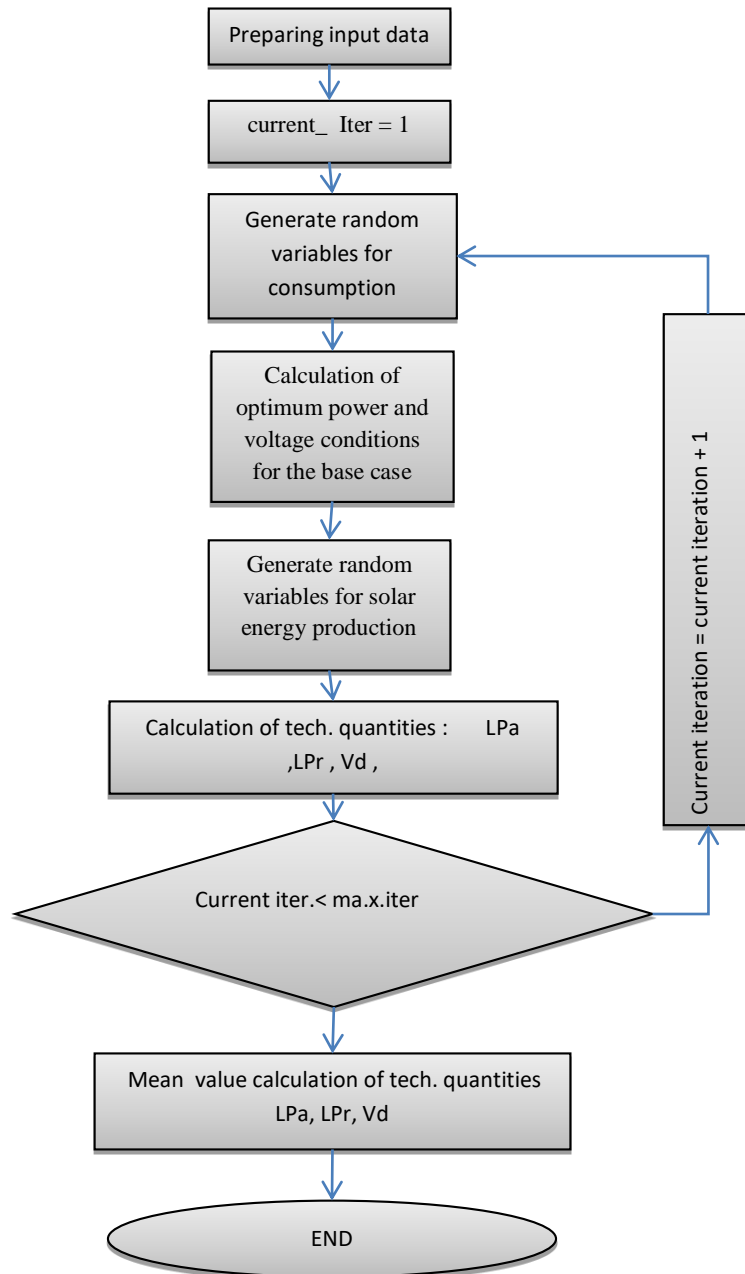 Preparing input data
current_ Iter = 1
Generate random
variables for
consumption
Calculation of
optimum power and
voltage conditions
for the base case
Generate random
variables for solar
energy production
Calculation of tech. quantities : LPa
,LPr , Vd ,
Current iter.< ma.x.iter
Current iteration = current iteration + 1
Mean value calculation of tech. quantities
LPa, LPr, Vd
END